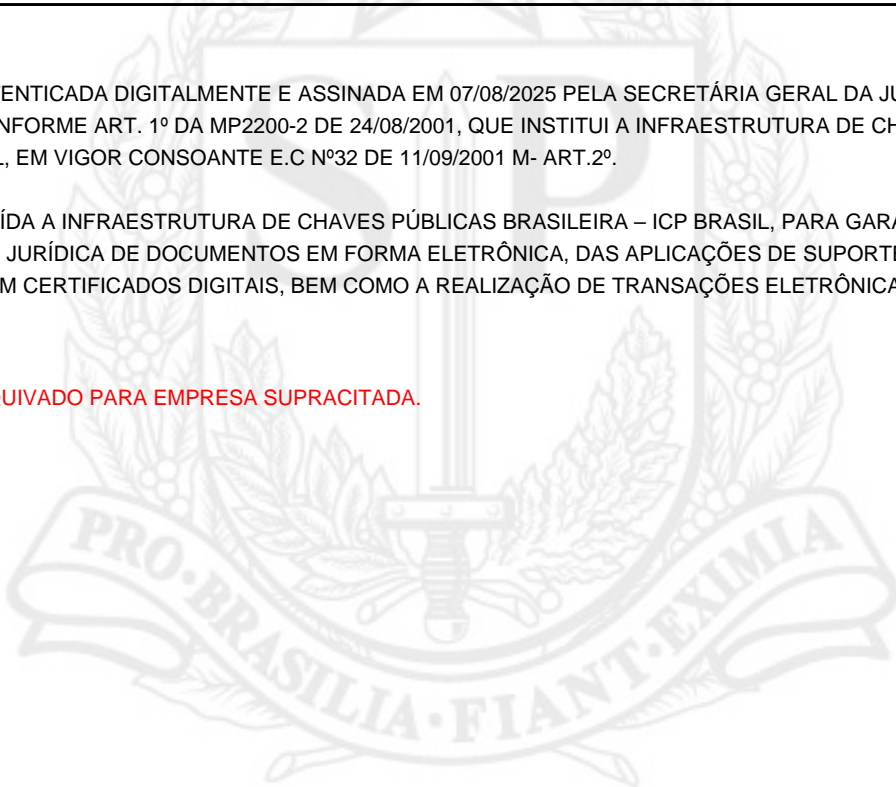 ENTICADA DIGITALMENTE E ASSINADA EM 07/08/2025 PELA SECRETÁRIA GERAL DA JU
NFORME ART. 1º DA MP2200-2 DE 24/08/2001, QUE INSTITUI A INFRAESTRUTURA DE CH
L, EM VIGOR CONSOANTE E.C Nº32 DE 11/09/2001 M- ART.2º.
ÍDA A INFRAESTRUTURA DE CHAVES PÚBLICAS BRASILEIRA – ICP BRASIL, PARA GARA
JURÍDICA DE DOCUMENTOS EM FORMA ELETRÔNICA, DAS APLICAÇÕES DE SUPORTE
M CERTIFICADOS DIGITAIS, BEM COMO A REALIZAÇÃO DE TRANSAÇÕES ELETRÔNICA
UIVADO PARA EMPRESA SUPRACITADA.
SP
PRO·BRASILIA·FIANT·EXIMIA